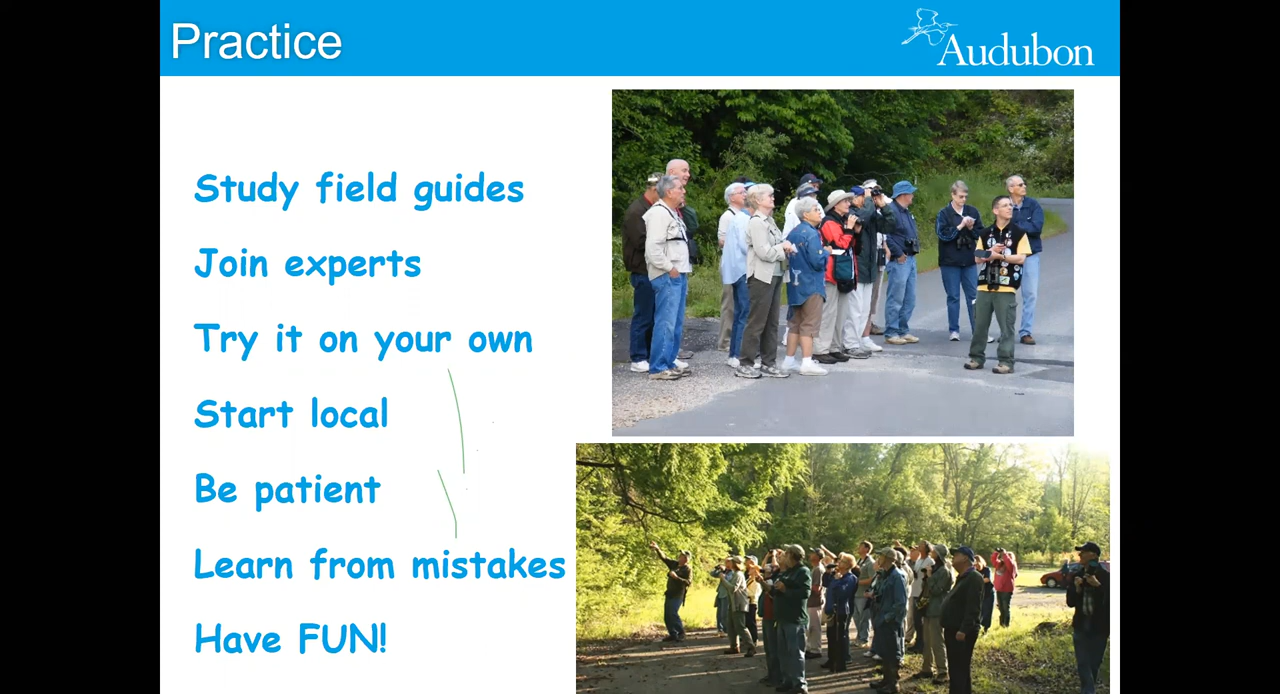 Practice
Audubon
Study field guides
Join experts
Try it on your own
Start local
Be patient
Learn from mistakes
Have FUN!